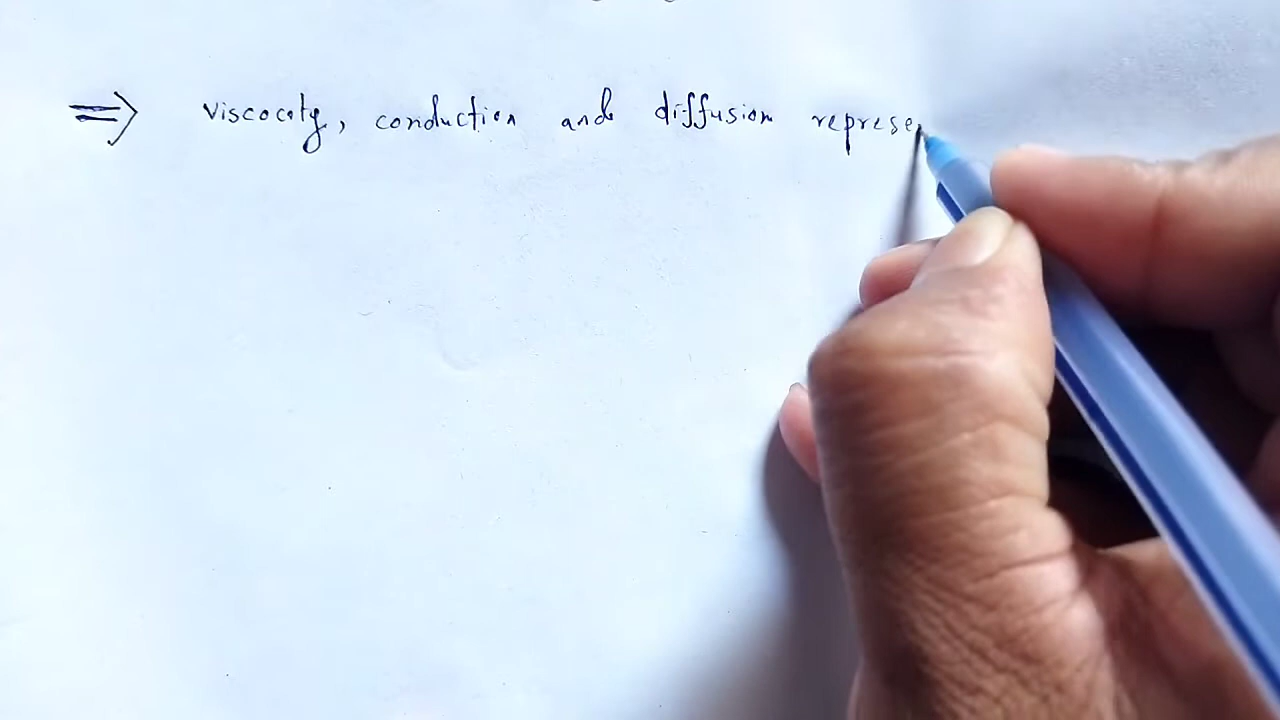 ⇒ viscocity, conduction and diffusion represe